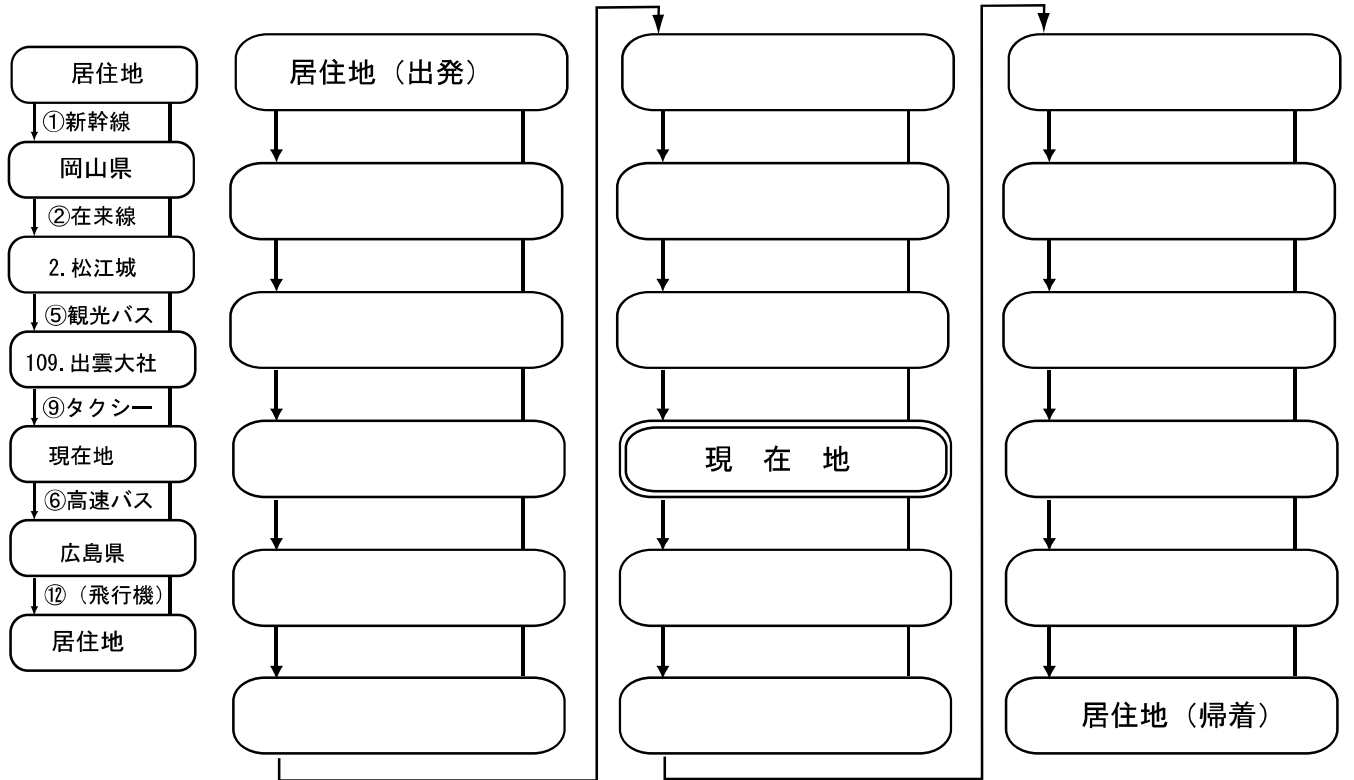 居住地
①新幹線
岡山県
②在来線
2. 松江城
⑤観光バス
109. 出雲大社
⑨タクシー
現在地
⑥高速バス
広島県
⑫（飛行機）
居住地
居住地（出発）
現 在 地
居住地（帰着）